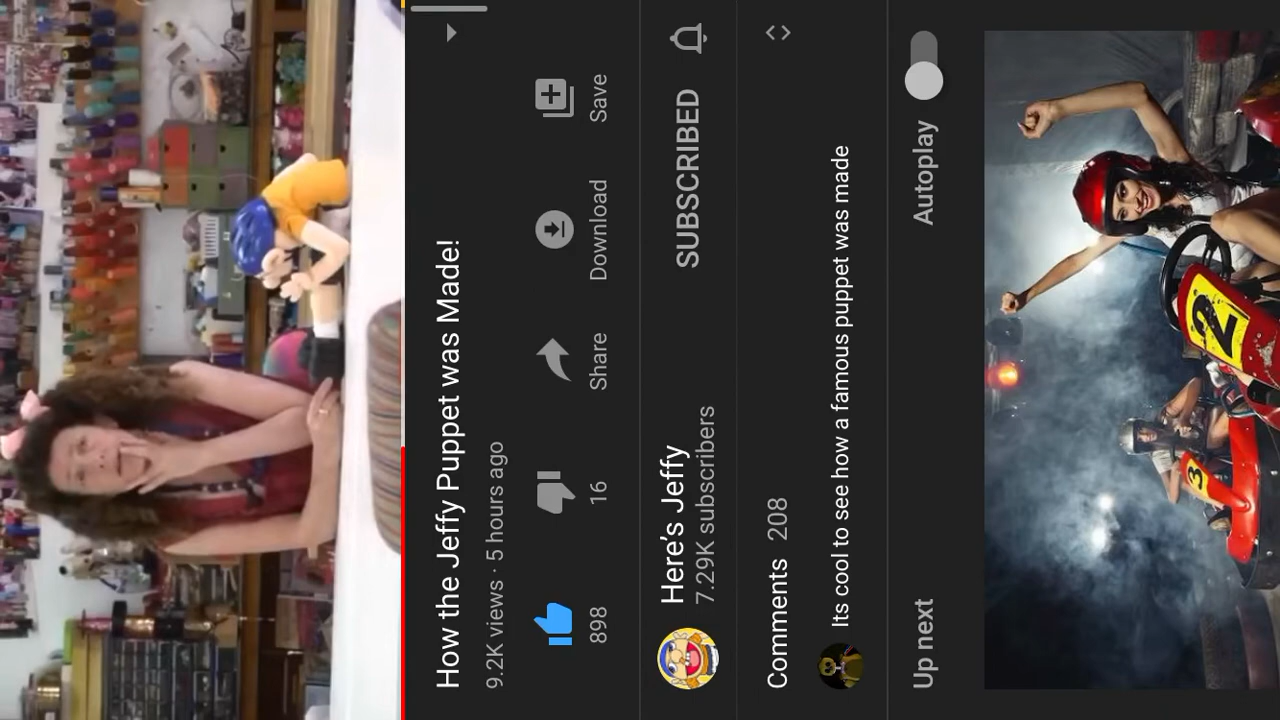 How the Jeffy Puppet was Made!
9.2K views · 5 hours ago
898
16
Share
Download
Save
Here's Jeffy
7.29K subscribers
SUBSCRIBED
Comments 208
Its cool to see how a famous puppet was made
Up next
Autoplay
2
3